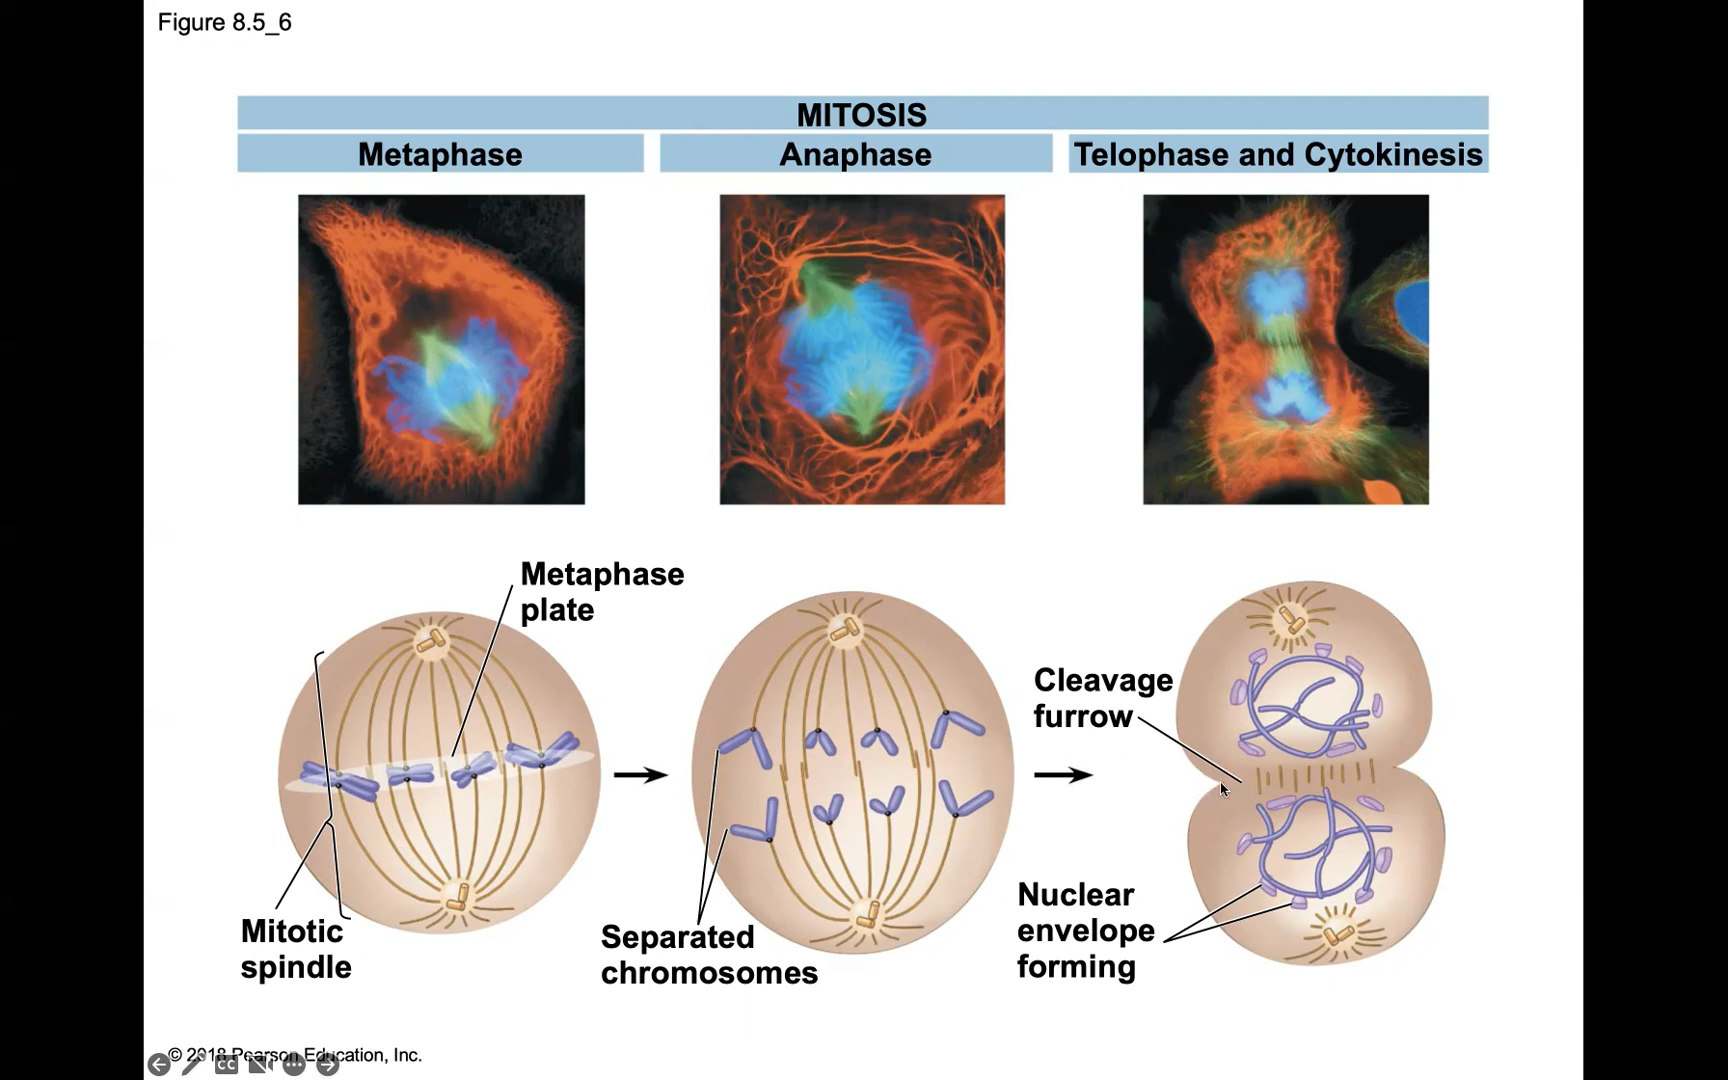 Figure 8.5_6
MITOSIS
Metaphase
Anaphase
Telophase and Cytokinesis
Metaphase
plate
Cleavage
furrow
Mitotic
spindle
Separated
chromosomes
Nuclear
envelope
forming
© 2018 Pearson Education, Inc.
CC